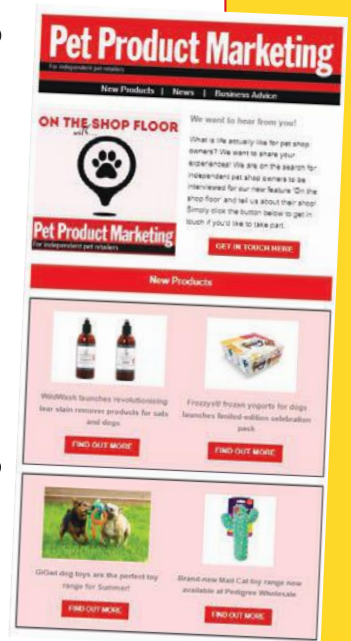 Pet Product Marketing
For independent pet retailers
New Products | News | Business Advice
ON THE SHOP FLOOR
with...
Pet Product Marketing
For independent pet retailers
We want to hear from you!
What is life actually like for pet shop
owners? We want to share your
experiences! We are on the search for
independent pet shop owners to be
interviewed for our new feature 'On the
shop floor' and tell us about their shop!
Simply click the button below to get in
touch if you'd like to take part.
GET IN TOUCH HERE
New Products
WildWash launches revolutionising
tear stain remover products for cats
and dogs
FIND OUT MORE
Frozzys® frozen yogurts for dogs
launches limited-edition celebration
pack
FIND OUT MORE
GiGwi dog toys are the perfect toy
range for Summer!
FIND OUT MORE
Brand-new Mad Cat toy range now
available at Pedigree Wholesale
FIND OUT MORE